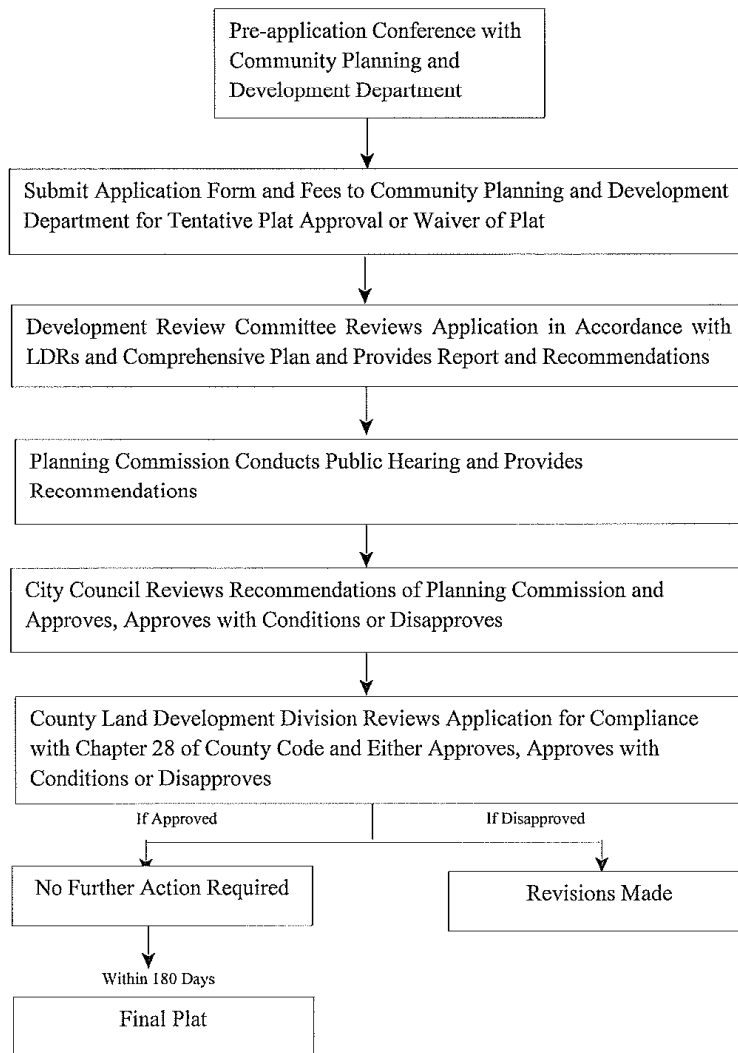 Pre-application Conference with
Community Planning and
Development Department
Submit Application Form and Fees to Community Planning and Development
Department for Tentative Plat Approval or Waiver of Plat
Development Review Committee Reviews Application in Accordance with
LDRs and Comprehensive Plan and Provides Report and Recommendations
Planning Commission Conducts Public Hearing and Provides
Recommendations
City Council Reviews Recommendations of Planning Commission and
Approves, Approves with Conditions or Disapproves
County Land Development Division Reviews Application for Compliance
with Chapter 28 of County Code and Either Approves, Approves with
Conditions or Disapproves
If Approved
If Disapproved
No Further Action Required
Revisions Made
Within 180 Days
Final Plat